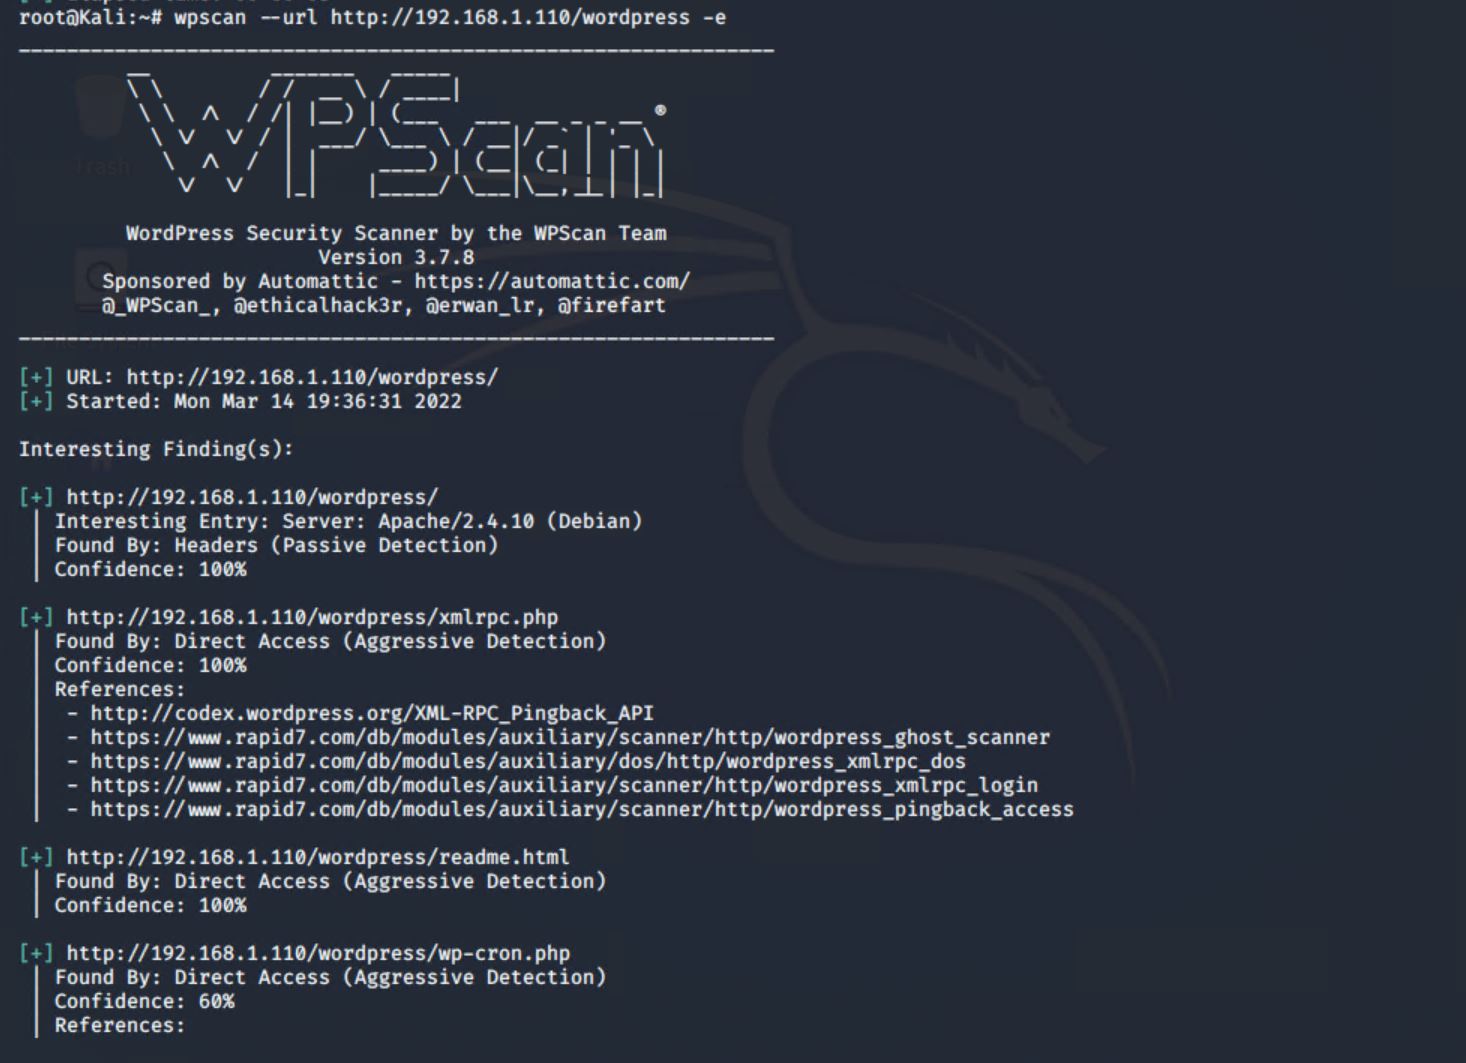 root@Kali:~# wpscan --url http://192.168.1.110/wordpress -e
WPScan ®
WordPress Security Scanner by the WPScan Team
Version 3.7.8
Sponsored by Automattic - https://automattic.com/
@_WPScan_, @ethicalhack3r, @erwan_lr, @firefart
[+] URL: http://192.168.1.110/wordpress/
[+] Started: Mon Mar 14 19:36:31 2022
Interesting Finding(s):
[+] http://192.168.1.110/wordpress/
| Interesting Entry: Server: Apache/2.4.10 (Debian)
| Found By: Headers (Passive Detection)
| Confidence: 100%
[+] http://192.168.1.110/wordpress/xmlrpc.php
| Found By: Direct Access (Aggressive Detection)
| Confidence: 100%
| References:
| - http://codex.wordpress.org/XML-RPC_Pingback_API
| - https://www.rapid7.com/db/modules/auxiliary/scanner/http/wordpress_ghost_scanner
| - https://www.rapid7.com/db/modules/auxiliary/dos/http/wordpress_xmlrpc_dos
| - https://www.rapid7.com/db/modules/auxiliary/scanner/http/wordpress_xmlrpc_login
| - https://www.rapid7.com/db/modules/auxiliary/scanner/http/wordpress_pingback_access
[+] http://192.168.1.110/wordpress/readme.html
| Found By: Direct Access (Aggressive Detection)
| Confidence: 100%
[+] http://192.168.1.110/wordpress/wp-cron.php
| Found By: Direct Access (Aggressive Detection)
| Confidence: 60%
| References:
Trash